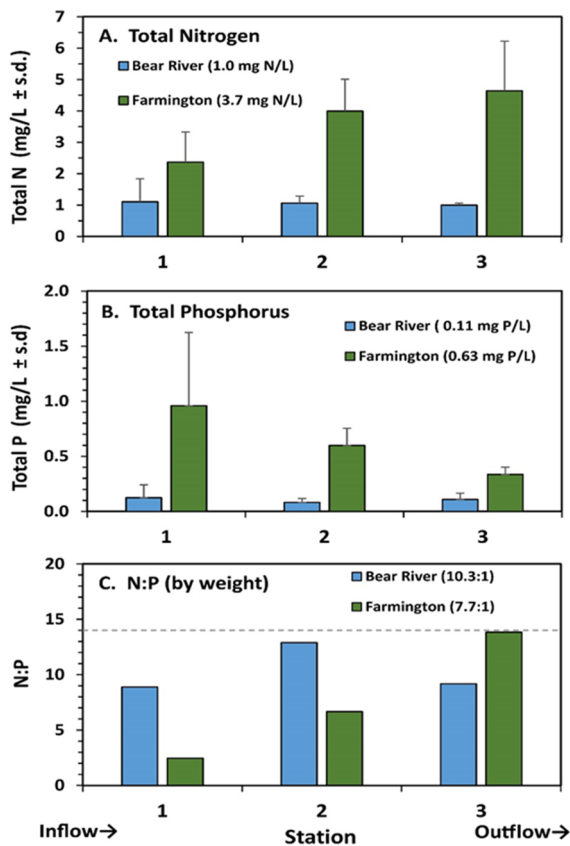 A. Total Nitrogen
Bear River (1.0 mg N/L)
Farmington (3.7 mg N/L)
Total N (mg/L ± s.d.)
7
6
5
4
3
2
1
0
1 2 3
B. Total Phosphorus
Bear River ( 0.11 mg P/L)
Farmington (0.63 mg P/L)
Total P (mg/L ± s.d)
2.0
1.5
1.0
0.5
0.0
1 2 3
C. N:P (by weight)
Bear River (10.3:1)
Farmington (7.7:1)
N:P
20
15
10
5
0
1 2 3
Inflow→ Station Outflow→